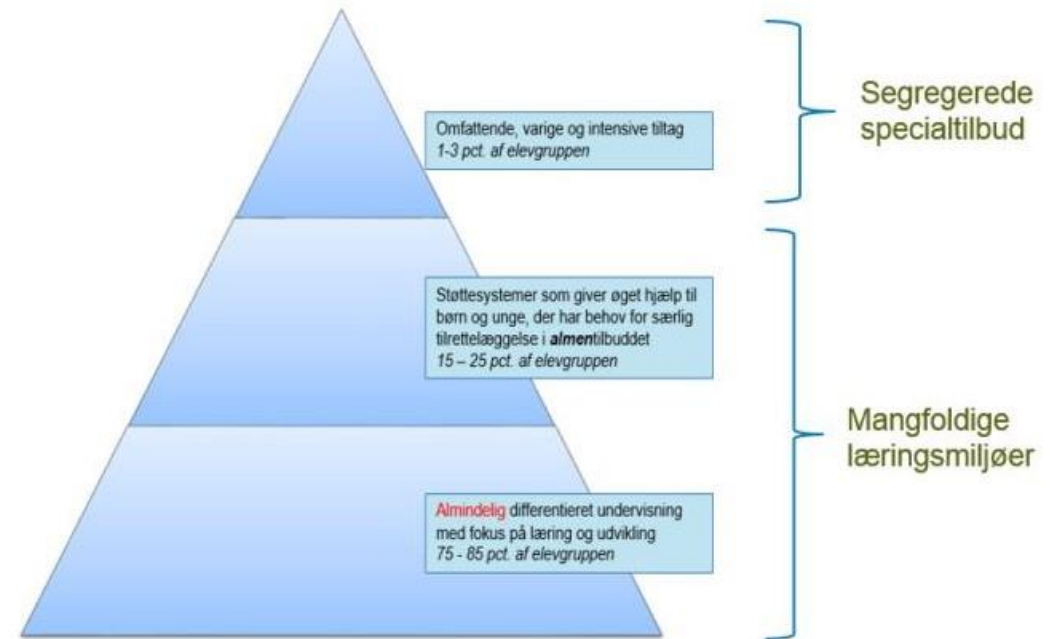 Omfattende, varige og intensive tiltag
1-3 pct. af elevgruppen
Segregerede
specialtilbud
Støttesystemer som giver øget hjælp til
børn og unge, der har behov for særlig
tilrettelæggelse i almentilbuddet
15 – 25 pct. af elevgruppen
Mangfoldige
læringsmiljøer
Almindelig differentieret undervisning
med fokus på læring og udvikling
75 - 85 pct. af elevgruppen